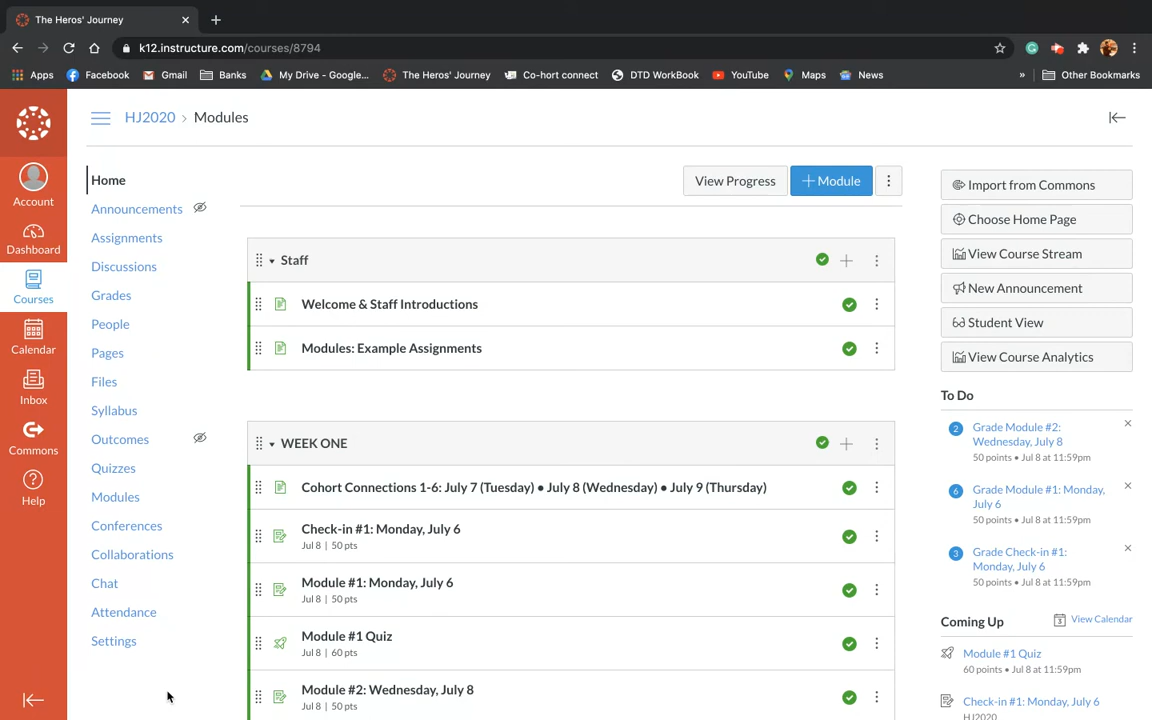 The Heros' Journey
k12.instructure.com/courses/8794
Apps
Facebook
Gmail
Banks
My Drive - Google...
The Heros' Journey
Co-hort connect
DTD WorkBook
YouTube
Maps
News
»
Other Bookmarks
HJ2020 › Modules
Account
Dashboard
Courses
Calendar
Inbox
Commons
Help
Home
Announcements
Assignments
Discussions
Grades
People
Pages
Files
Syllabus
Outcomes
Quizzes
Modules
Conferences
Collaborations
Chat
Attendance
Settings
View Progress
+ Module
Staff
Welcome & Staff Introductions
Modules: Example Assignments
WEEK ONE
Cohort Connections 1-6: July 7 (Tuesday) • July 8 (Wednesday) • July 9 (Thursday)
Check-in #1: Monday, July 6
Jul 8 | 50 pts
Module #1: Monday, July 6
Jul 8 | 50 pts
Module #1 Quiz
Jul 8 | 60 pts
Module #2: Wednesday, July 8
Jul 8 | 50 pts
Import from Commons
Choose Home Page
View Course Stream
New Announcement
Student View
View Course Analytics
To Do
2
Grade Module #2:
Wednesday, July 8
50 points • Jul 8 at 11:59pm
6
Grade Module #1: Monday,
July 6
50 points • Jul 8 at 11:59pm
3
Grade Check-in #1:
Monday, July 6
50 points • Jul 8 at 11:59pm
Coming Up
3
View Calendar
Module #1 Quiz
60 points • Jul 8 at 11:59pm
Check-in #1: Monday, July 6
HJ2020